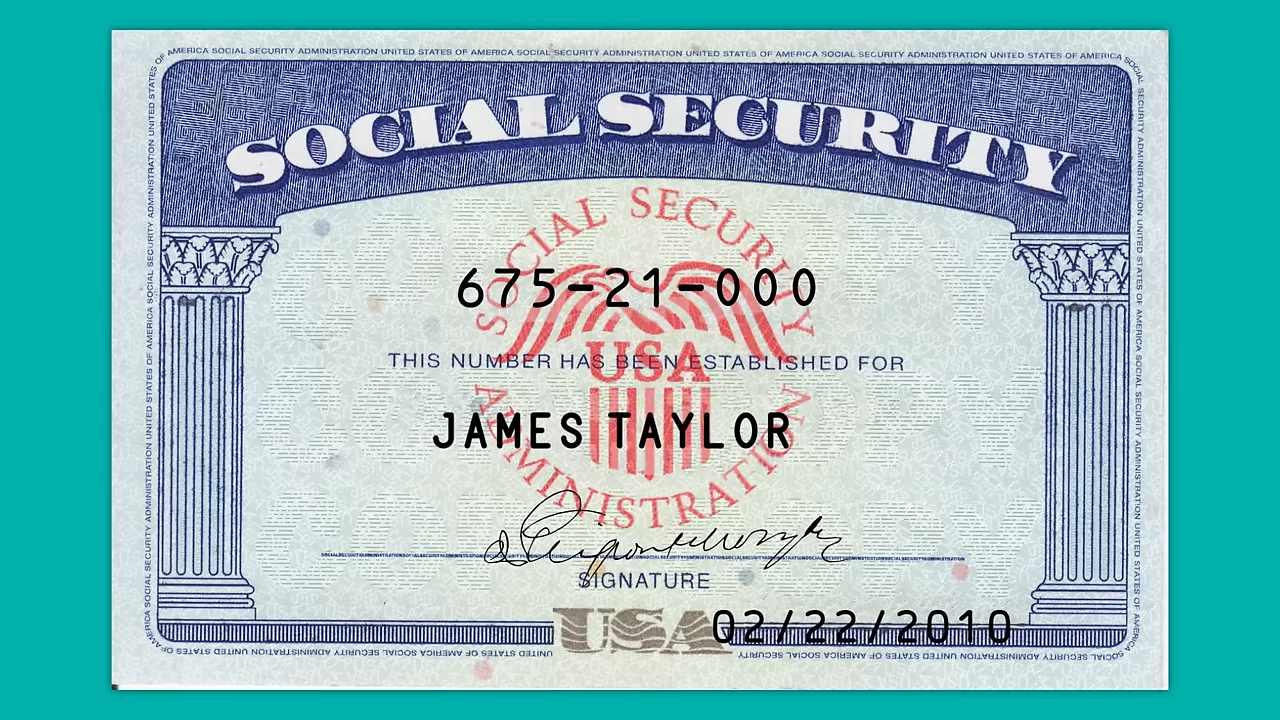 AMERICA SOCIAL SECURITY ADMINISTRATION UNITED STATES OF AMERICA SOCIAL SECURITY ADMINISTRATION UNITED STATES OF AMERICA SOCIAL SECURITY ADMINISTRATION UNITED STATES OF AMERICA
SOCIAL SECURITY
SOCIAL SECURITY
675-21-000
USA
THIS NUMBER HAS BEEN ESTABLISHED FOR
JAMES TAYLOR
ADMINISTRATION
SIGNATURE
USA
02/22/2010